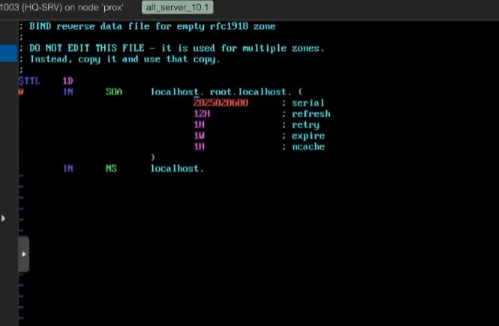 1003 (HQ-SRV) on node 'prox'
alt_server_10.1
; BIND reverse data file for empty rfc1918 zone
;
; DO NOT EDIT THIS FILE - it is used for multiple zones.
; Instead, copy it and use that copy.
;
$TTL 1D
@ IN SOA localhost. root.localhost. (
2025020600 ; serial
12H ; refresh
1H ; retry
1W ; expire
1H ; ncache
)
IN NS localhost.
~
~
~
~
~
~
~
~
~
~
~
~
~
~